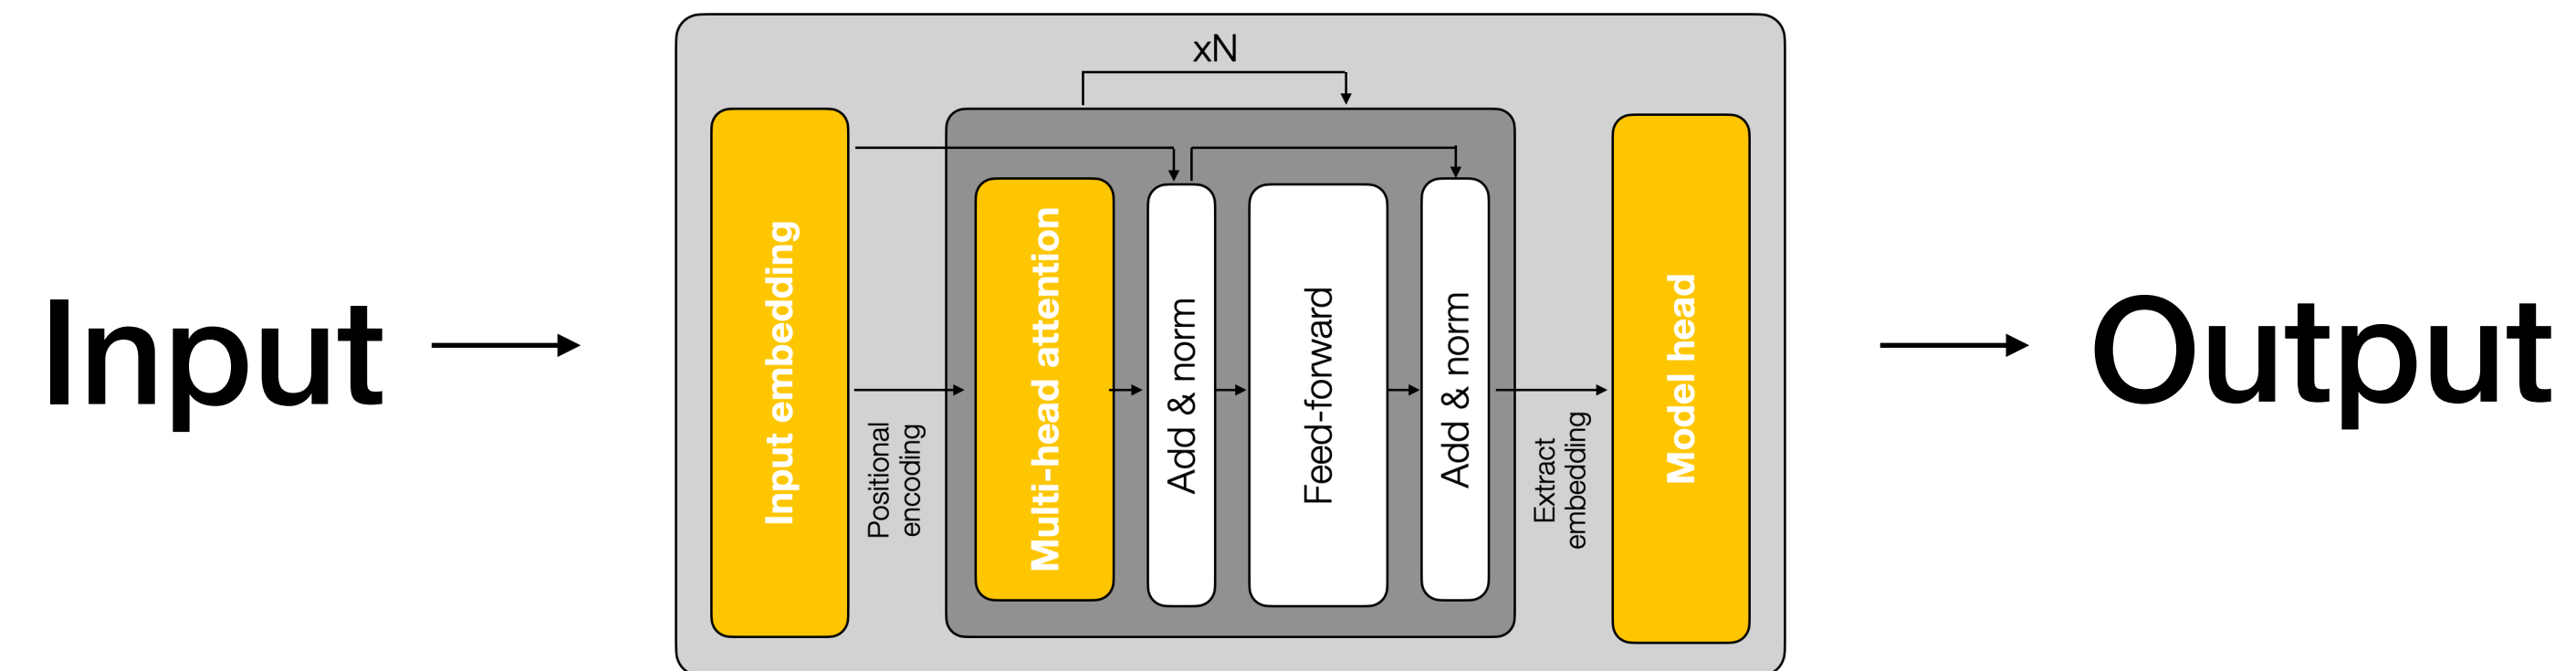 xN
Input
Input embedding
Positional
encoding
Multi-head attention
Add & norm
Feed-forward
Add & norm
Extract
embedding
Model head
Output